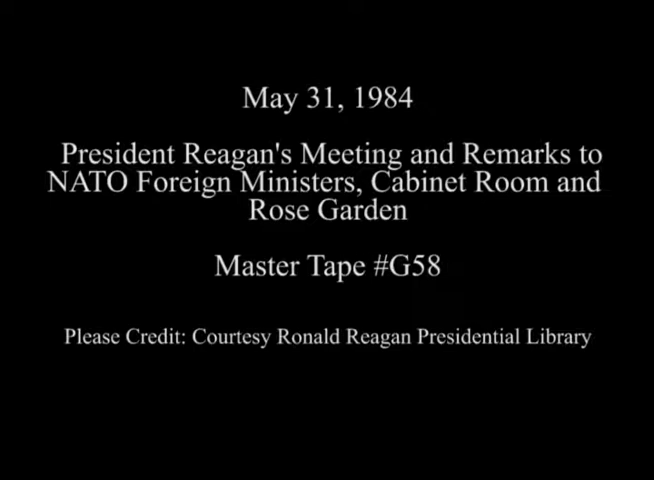 May 31, 1984
President Reagan's Meeting and Remarks to
NATO Foreign Ministers, Cabinet Room and
Rose Garden
Master Tape #G58
Please Credit: Courtesy Ronald Reagan Presidential Library